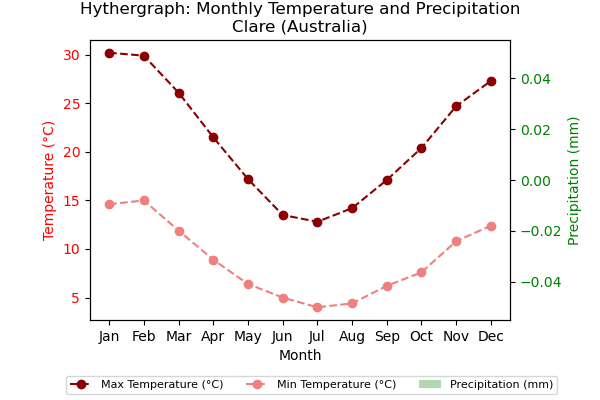 Hythergraph: Monthly Temperature and Precipitation
Clare (Australia)
30
25
20
15
10
5
Temperature (°C)
0.04
0.02
0.00
−0.02
−0.04
Precipitation (mm)
Jan Feb Mar Apr May Jun Jul Aug Sep Oct Nov Dec
Month
Max Temperature (°C) Min Temperature (°C) Precipitation (mm)